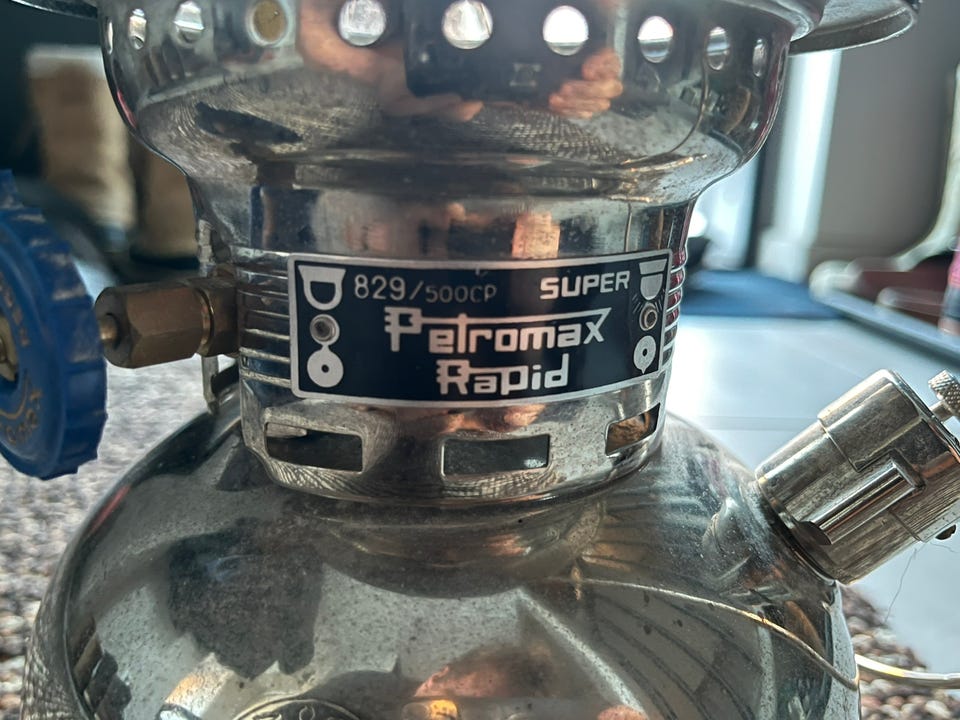 829/500CP SUPER
Petromax
Rapid